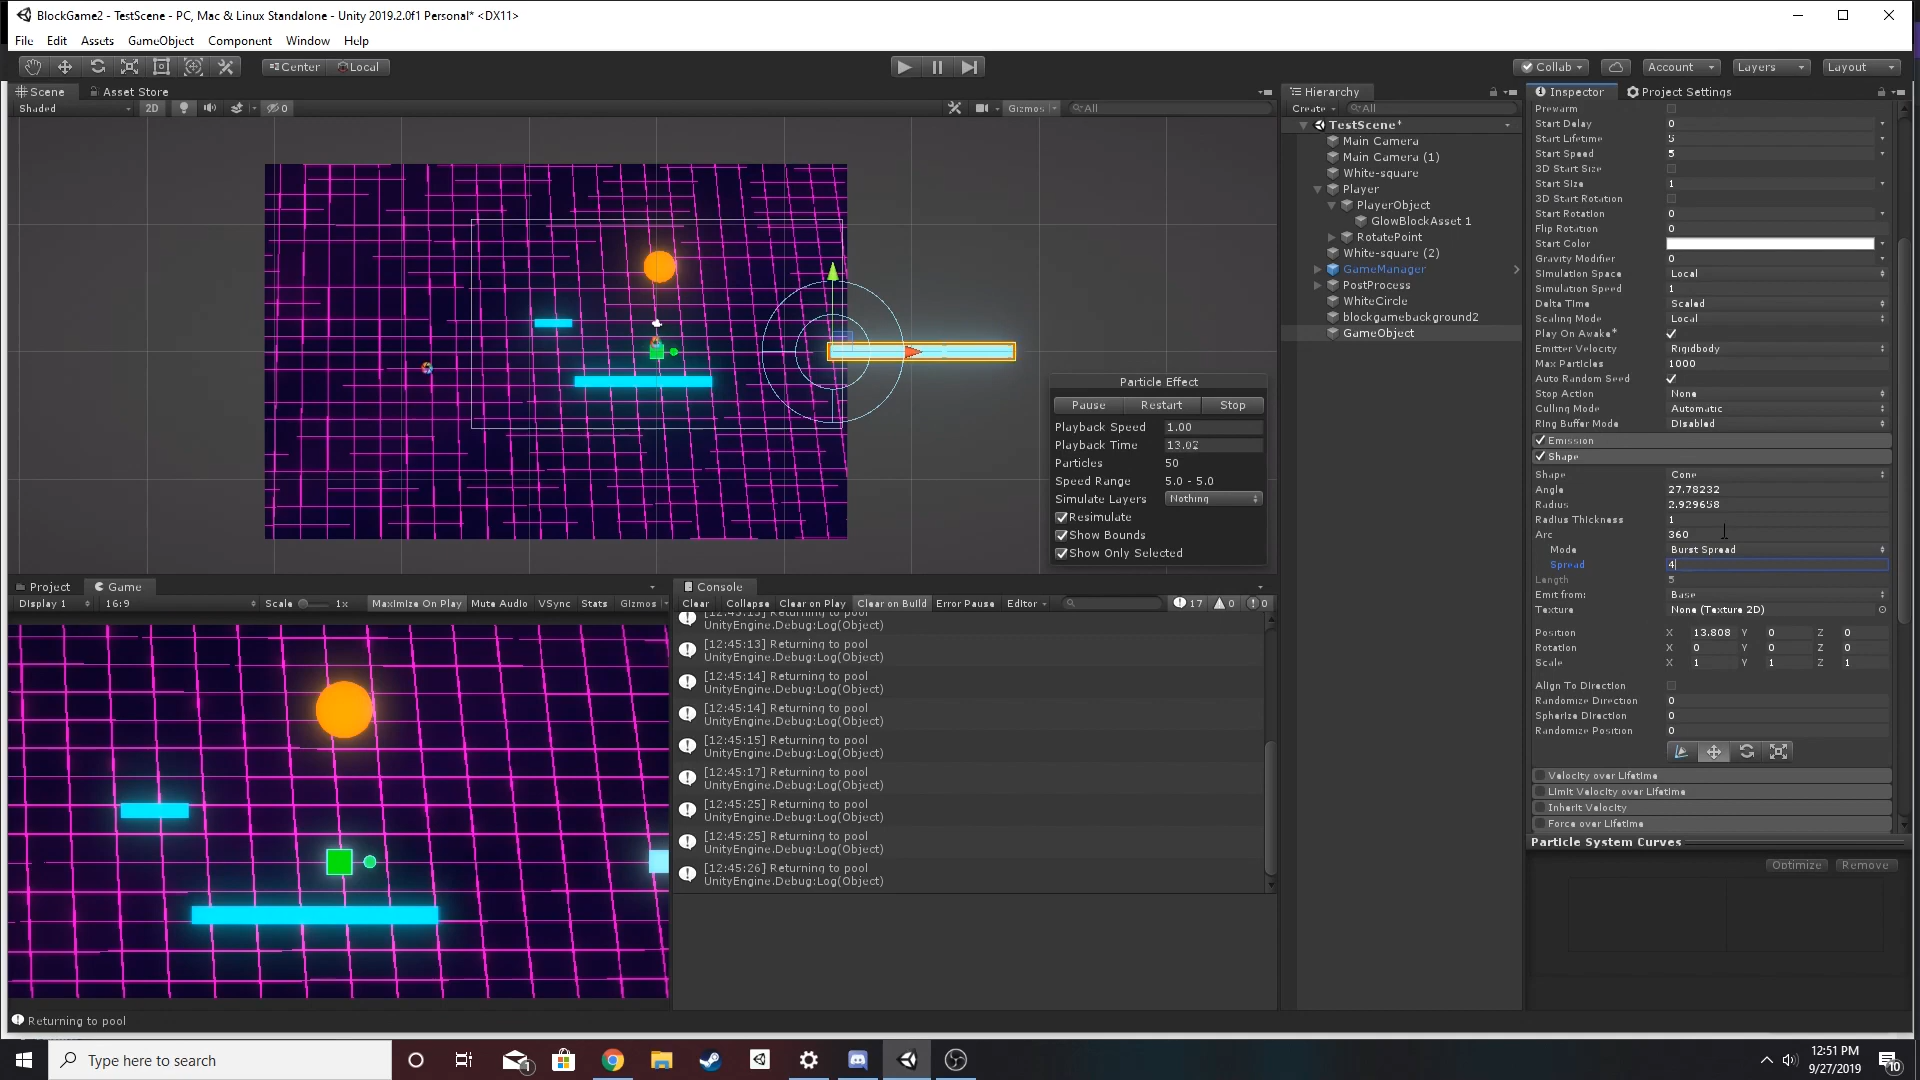 BlockGame2 - TestScene - PC, Mac & Linux Standalone - Unity 2019.2.0f1 Personal* <DX11>
File Edit Assets GameObject Component Window Help
Center Local
Collab Account Layers Layout
Scene Asset Store
Shaded 2D 0 Gizmos All
Hierarchy
Create All
TestScene*
Main Camera
Main Camera (1)
White-square
Player
PlayerObject
GlowBlockAsset 1
RotatePoint
White-square (2)
GameManager
PostProcess
WhiteCircle
blockgamebackground2
GameObject
Particle Effect
Pause Restart Stop
Playback Speed 1.00
Playback Time 13.02
Particles 50
Speed Range 5.0 - 5.0
Simulate Layers Nothing
Resimulate
Show Bounds
Show Only Selected
Inspector Project Settings
Prewarm
Start Delay 0
Start Lifetime 5
Start Speed 5
3D Start Size
Start Size 1
3D Start Rotation
Start Rotation 0
Flip Rotation 0
Start Color
Gravity Modifier 0
Simulation Space Local
Simulation Speed 1
Delta Time Scaled
Scaling Mode Local
Play On Awake*
Emitter Velocity Rigidbody
Max Particles 1000
Auto Random Seed
Stop Action None
Culling Mode Automatic
Ring Buffer Mode Disabled
Emission
Shape
Shape Cone
Angle 27.78232
Radius 2.929658
Radius Thickness 1
Arc 360
Mode Burst Spread
Spread 4
Length 5
Emit from: Base
Texture None (Texture 2D)
Position X 13.808 Y 0 Z 0
Rotation X 0 Y 0 Z 0
Scale X 1 Y 1 Z 1
Align To Direction
Randomize Direction 0
Spherize Direction 0
Randomize Position 0
Velocity over Lifetime
Limit Velocity over Lifetime
Inherit Velocity
Force over Lifetime
Particle System Curves
Optimize Remove
Project Game
Display 1 16:9 Scale 1x Maximize On Play Mute Audio VSync Stats Gizmos
Console
Clear Collapse Clear on Play Clear on Build Error Pause Editor 17 0 0
[12:45:13] Returning to pool
UnityEngine.Debug:Log(Object)
[12:45:13] Returning to pool
UnityEngine.Debug:Log(Object)
[12:45:14] Returning to pool
UnityEngine.Debug:Log(Object)
[12:45:14] Returning to pool
UnityEngine.Debug:Log(Object)
[12:45:15] Returning to pool
UnityEngine.Debug:Log(Object)
[12:45:17] Returning to pool
UnityEngine.Debug:Log(Object)
[12:45:25] Returning to pool
UnityEngine.Debug:Log(Object)
[12:45:25] Returning to pool
UnityEngine.Debug:Log(Object)
[12:45:26] Returning to pool
UnityEngine.Debug:Log(Object)
Returning to pool
Type here to search
1
12:51 PM
9/27/2019
10